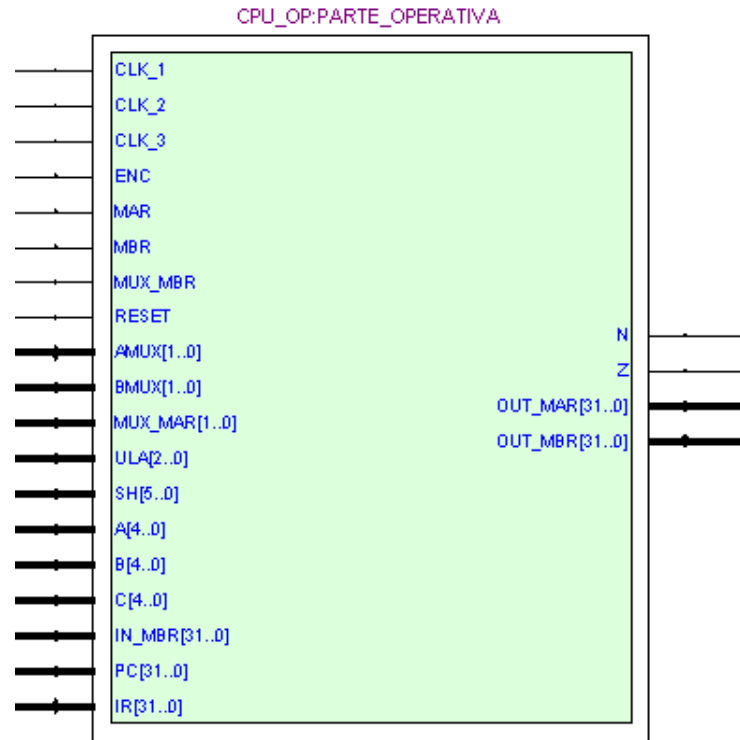 CPU_OP:PARTE_OPERATIVA
CLK_1
CLK_2
CLK_3
ENC
MAR
MBR
MUX_MBR
RESET
AMUX[1..0]
BMUX[1..0]
MUX_MAR[1..0]
ULA[2..0]
SH[5..0]
A[4..0]
B[4..0]
C[4..0]
IN_MBR[31..0]
PC[31..0]
IR[31..0]
N
Z
OUT_MAR[31..0]
OUT_MBR[31..0]